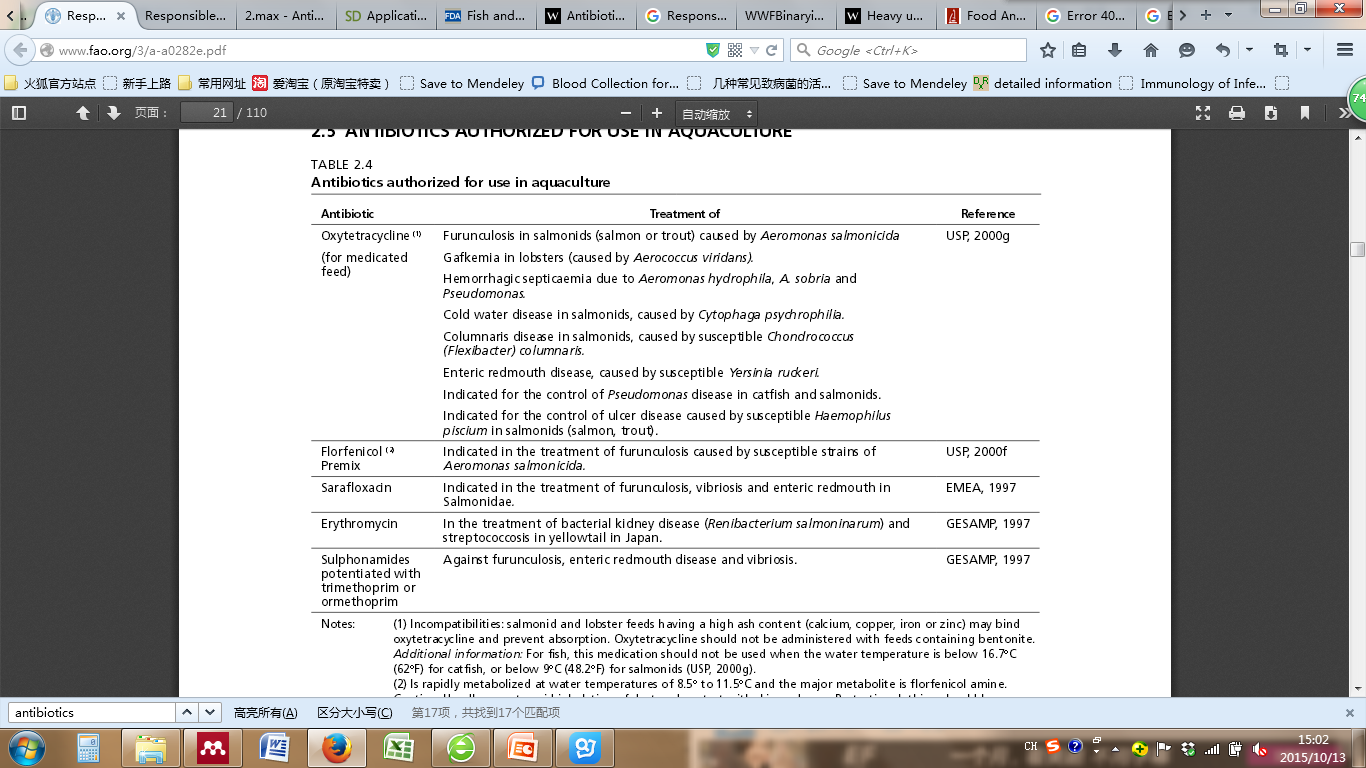 Resp...
Responsible...
2.max - Anti...
Applicati...
Fish and...
Antibioti...
Respons...
WWFBinaryi...
Heavy u...
Food An...
Error 40...
www.fao.org/3/a-a0282e.pdf
Google <Ctrl+K>
火狐官方站点
新手上路
常用网址
爱淘宝（原淘宝特卖）
Save to Mendeley
Blood Collection for...
几种常见致病菌的活...
Save to Mendeley
detailed information
Immunology of Infe...
页面：
21 / 110
自动缩放
74
2.5 ANTIBIOTICS AUTHORIZED FOR USE IN AQUACULTURE
TABLE 2.4
Antibiotics authorized for use in aquaculture
Antibiotic Treatment of Reference
Oxytetracycline (1) Furunculosis in salmonids (salmon or trout) caused by Aeromonas salmonicida USP, 2000g
(for medicated
feed)
Gafkemia in lobsters (caused by Aerococcus viridans).
Hemorrhagic septicaemia due to Aeromonas hydrophila, A. sobria and
Pseudomonas.
Cold water disease in salmonids, caused by Cytophaga psychrophilia.
Columnaris disease in salmonids, caused by susceptible Chondrococcus
(Flexibacter) columnaris.
Enteric redmouth disease, caused by susceptible Yersinia ruckeri.
Indicated for the control of Pseudomonas disease in catfish and salmonids.
Indicated for the control of ulcer disease caused by susceptible Haemophilus
piscium in salmonids (salmon, trout).
Florfenicol (2)
Premix
Indicated in the treatment of furunculosis caused by susceptible strains of
Aeromonas salmonicida.
USP, 2000f
Sarafloxacin
Indicated in the treatment of furunculosis, vibriosis and enteric redmouth in
Salmonidae.
EMEA, 1997
Erythromycin
In the treatment of bacterial kidney disease (Renibacterium salmoninarum) and
streptococcosis in yellowtail in Japan.
GESAMP, 1997
Sulphonamides
potentiated with
trimethoprim or
ormethoprim
Against furunculosis, enteric redmouth disease and vibriosis.
GESAMP, 1997
Notes:
(1) Incompatibilities: salmonid and lobster feeds having a high ash content (calcium, copper, iron or zinc) may bind
oxytetracycline and prevent absorption. Oxytetracycline should not be administered with feeds containing bentonite.
Additional information: For fish, this medication should not be used when the water temperature is below 16.7°C
(62°F) for catfish, or below 9°C (48.2°F) for salmonids (USP, 2000g).
(2) Is rapidly metabolized at water temperatures of 8.5° to 11.5°C and the major metabolite is florfenicol amine.
antibiotics
高亮所有(A)
区分大小写(C)
第17项，共找到17个匹配项
CH
15:02
2015/10/13